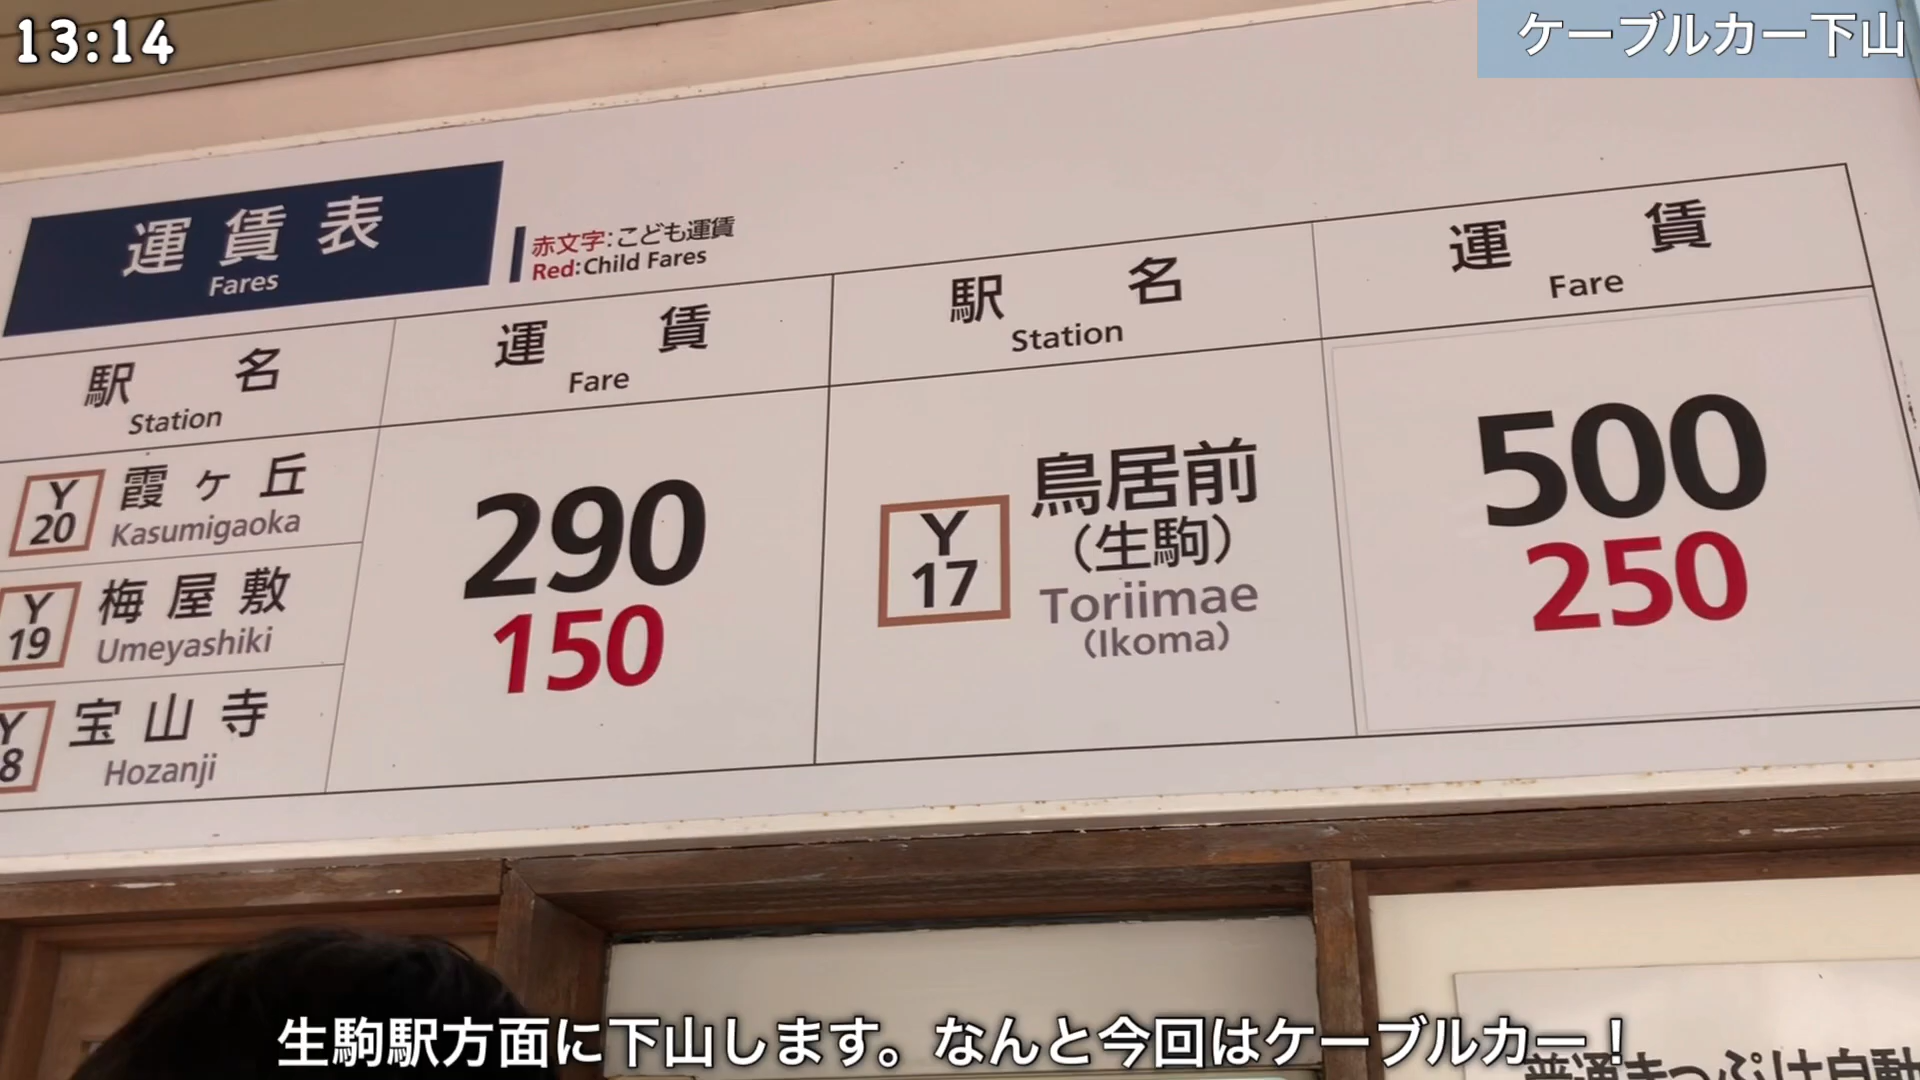 13:14
ケーブルカー下山
運賃表
Fares
赤文字:こども運賃
Red:Child Fares
駅名
Station
運賃
Fare
駅名
Station
運賃
Fare
Y
20
霞ヶ丘
Kasumigaoka
Y
19
梅屋敷
Umeyashiki
Y
8
宝山寺
Hozanji
290
150
Y
17
鳥居前
(生駒)
Toriimae
(Ikoma)
500
250
生駒駅方面に下山します。なんと今回はケーブルカー！